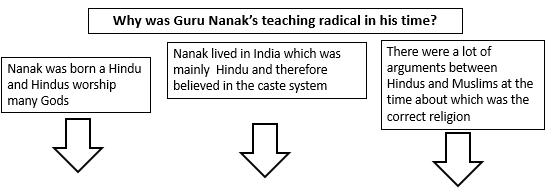 Why was Guru Nanak’s teaching radical in his time?
Nanak was born a Hindu
and Hindus worship
many Gods
Nanak lived in India which was
mainly  Hindu and therefore
believed in the caste system
There were a lot of
arguments between
Hindus and Muslims at the
time about which was the
correct religion